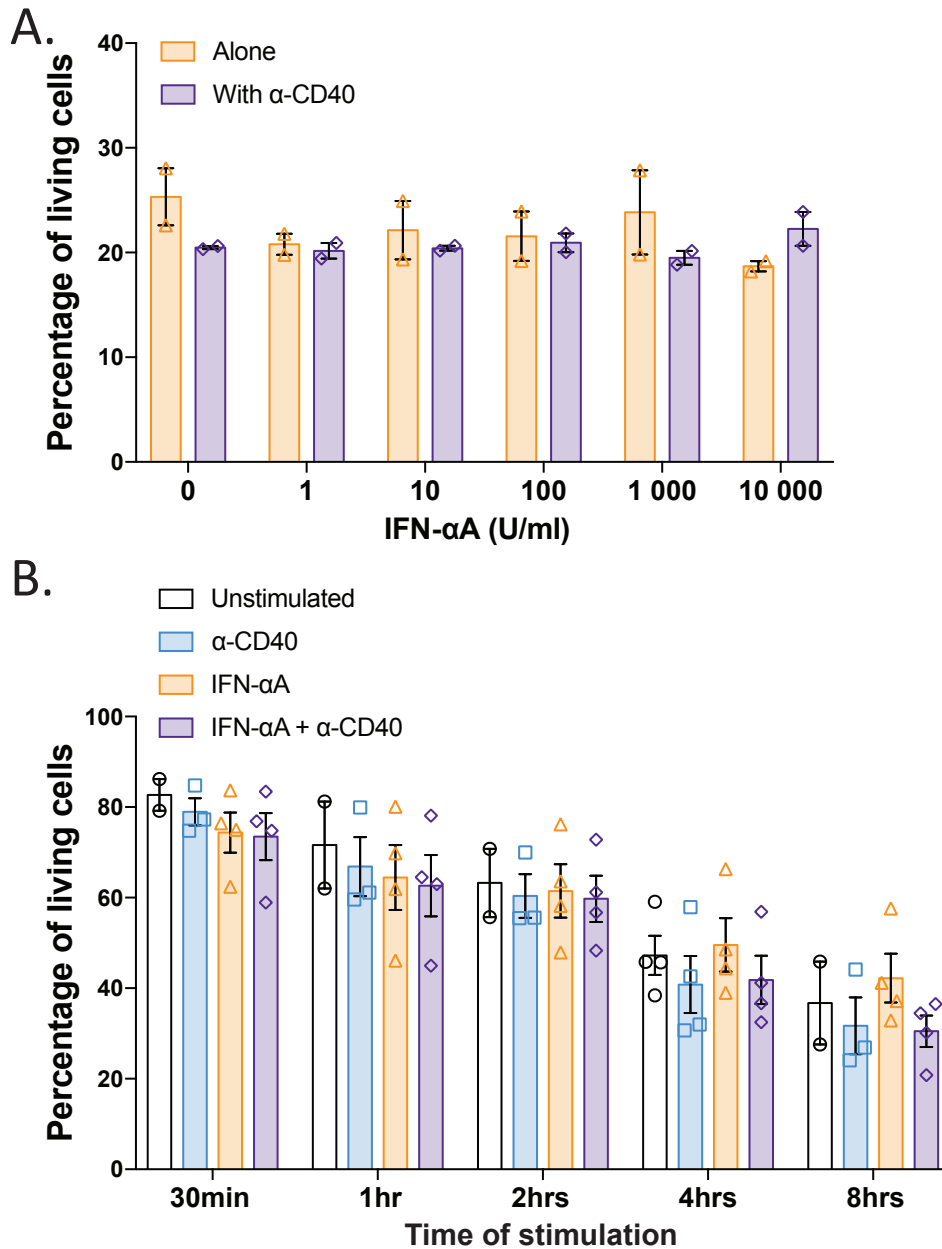 A.
Alone
With α-CD40
Percentage of living cells
40
30
20
10
0
0 1 10 100 1 000 10 000
IFN-αA (U/ml)
B.
Unstimulated
α-CD40
IFN-αA
IFN-αA + α-CD40
Percentage of living cells
100
80
60
40
20
0
30min 1hr 2hrs 4hrs 8hrs
Time of stimulation